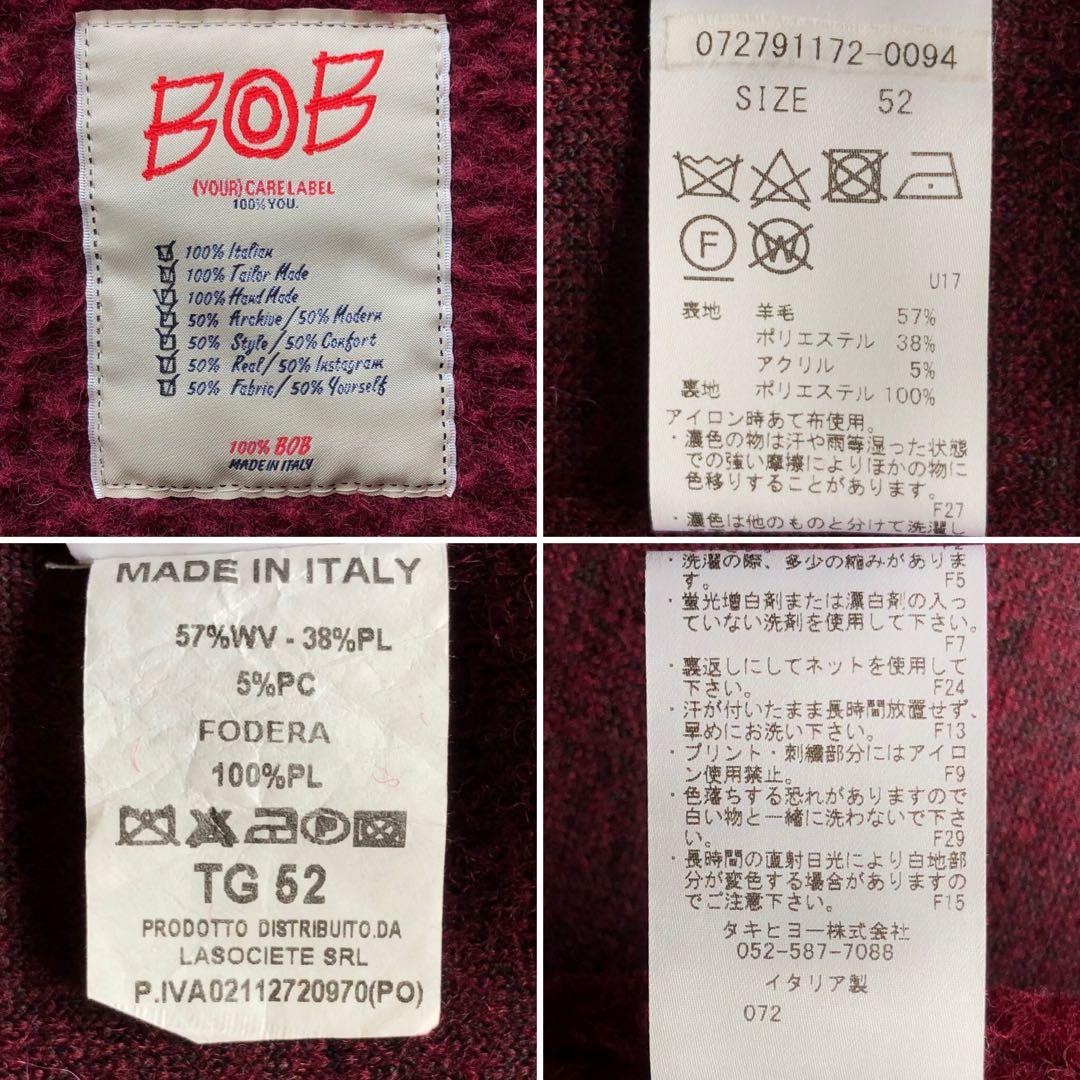 BOB
(YOUR) CARE LABEL
100% YOU.
100% Italian
100% Tailor Made
100% Hand Made
50% Archive / 50% Modern
50% Style / 50% Confort
50% Real / 50% Instagram
50% Fabric / 50% Yourself
100% BOB
MADE IN ITALY
072791172-0094
SIZE 52
F W
U17
表地 羊毛 57%
ポリエステル 38%
アクリル 5%
裏地 ポリエステル 100%
アイロン時あて布使用。
・濃色の物は汗や雨等湿った状態
での強い摩擦によりほかの物に
色移りすることがあります。
F27
・濃色は他のものと分けて洗濯し
MADE IN ITALY
57%WV - 38%PL
5%PC
FODERA
100%PL
P
TG 52
PRODOTTO DISTRIBUITO.DA
LASOCIETE SRL
P.IVA02112720970(PO)
・洗濯の際、多少の縮みがありま
す。 F5
・蛍光増白剤または漂白剤の入っ
ていない洗剤を使用して下さい。
F7
・裏返しにしてネットを使用して
下さい。 F24
・汗が付いたまま長時間放置せず、
早めにお洗い下さい。 F13
・プリント・刺繍部分にはアイロ
ン使用禁止。 F9
・色落ちする恐れがありますので
白い物と一緒に洗わないで下さ
い。 F29
・長時間の直射日光により白地部
分が変色する場合がありますの
でご注意下さい。 F15
タキヒヨー株式会社
052-587-7088
イタリア製
072